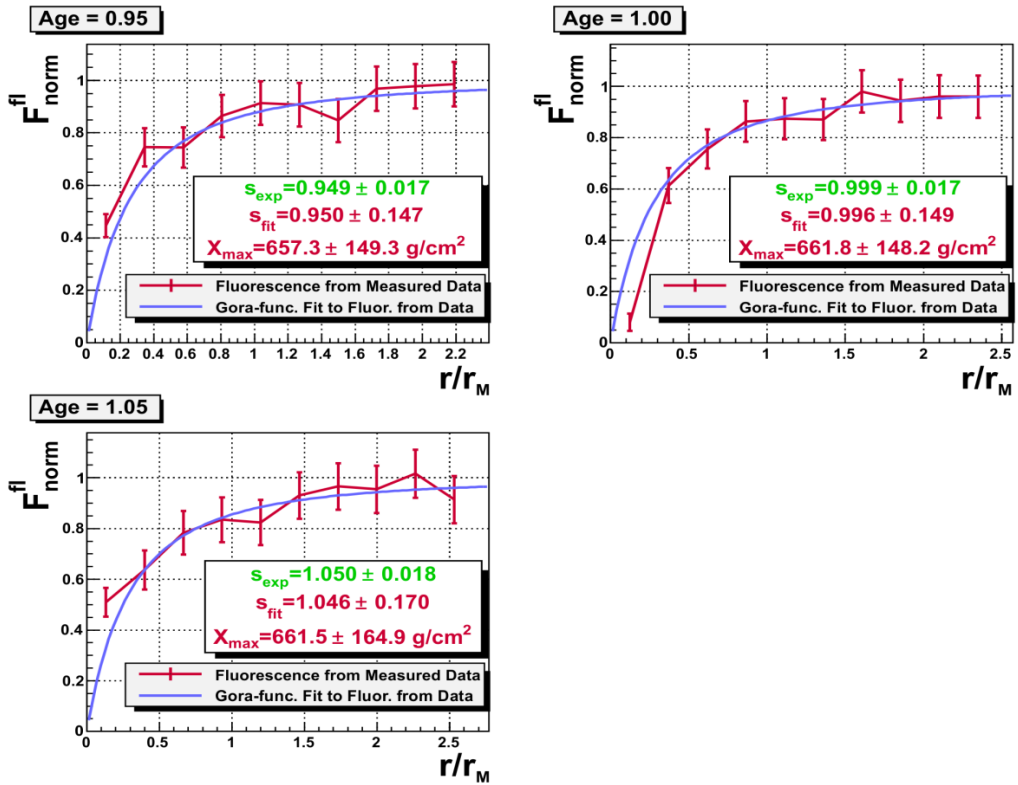 Age = 0.95
F^fl_norm
1
0.8
0.6
0.4
0.2
0
s_exp=0.949 ± 0.017
s_fit=0.950 ± 0.147
X_max=657.3 ± 149.3 g/cm²
Fluorescence from Measured Data
Gora-func. Fit to Fluor. from Data
0 0.2 0.4 0.6 0.8 1 1.2 1.4 1.6 1.8 2 2.2
r/r_M
Age = 1.00
F^fl_norm
1
0.8
0.6
0.4
0.2
0
s_exp=0.999 ± 0.017
s_fit=0.996 ± 0.149
X_max=661.8 ± 148.2 g/cm²
Fluorescence from Measured Data
Gora-func. Fit to Fluor. from Data
0 0.5 1 1.5 2 2.5
r/r_M
Age = 1.05
F^fl_norm
1
0.8
0.6
0.4
0.2
0
s_exp=1.050 ± 0.018
s_fit=1.046 ± 0.170
X_max=661.5 ± 164.9 g/cm²
Fluorescence from Measured Data
Gora-func. Fit to Fluor. from Data
0 0.5 1 1.5 2 2.5
r/r_M